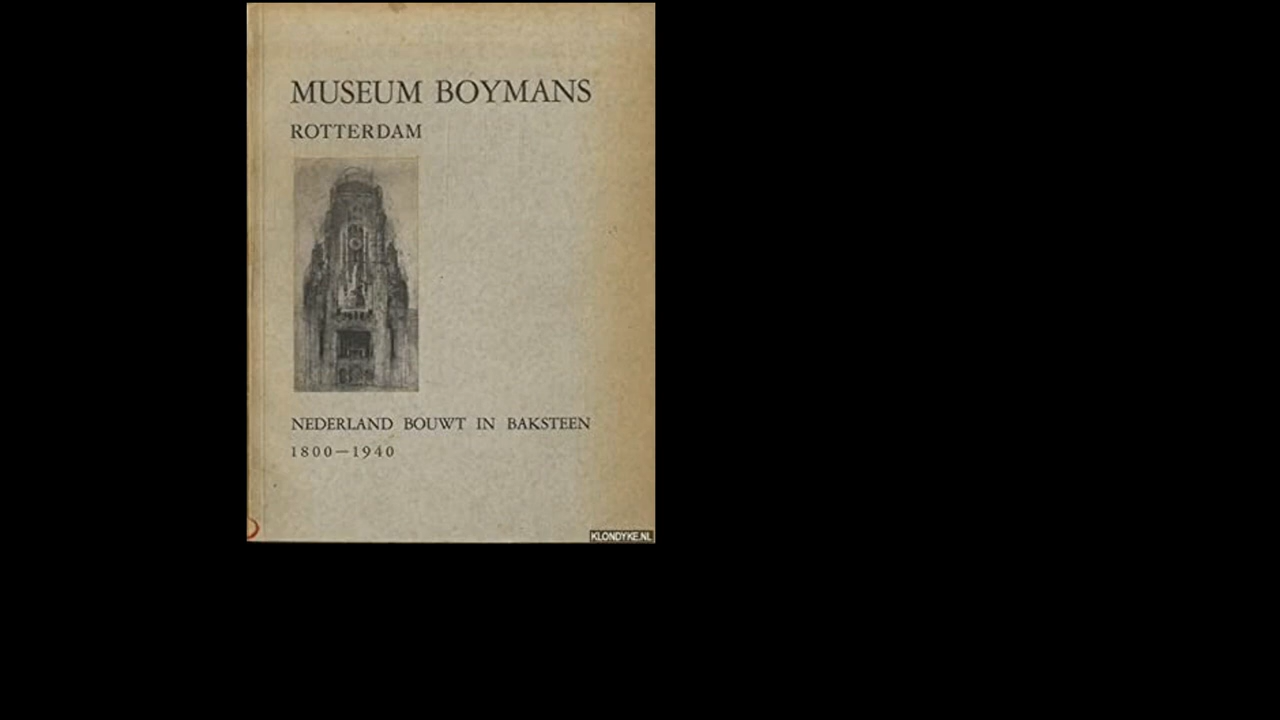 MUSEUM BOYMANS
ROTTERDAM
NEDERLAND BOUWT IN BAKSTEEN
1800—1940
KLONDYKE.NL